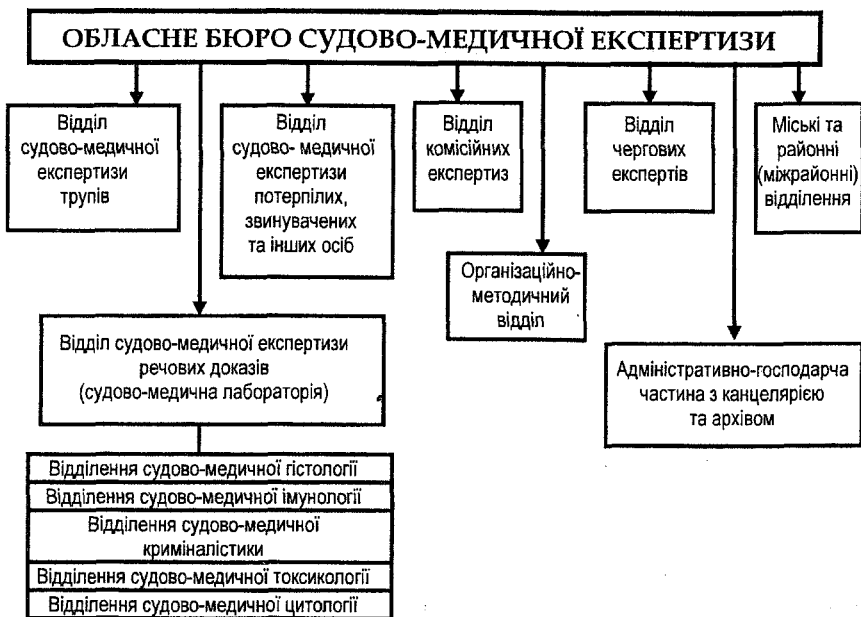 ОБЛАСНЕ БЮРО СУДОВО-МЕДИЧНОЇ ЕКСПЕРТИЗИ
Відділ
судово-медичної
експертизи
трупів
Відділ
судово- медичної
експертизи
потерпілих,
звинувачених
та інших осіб
Відділ
комісійних
експертиз
Відділ
чергових
експертів
Міські та
районні
(міжрайонні)
відділення
Організаційно-
методичний
відділ
Відділ судово-медичної експертизи
речових доказів
(судово-медична лабораторія)
Адміністративно-господарча
частина з канцелярією
та архівом
Відділення судово-медичної гістології
Відділення судово-медичної імунології
Відділення судово-медичної
криміналістики
Відділення судово-медичної токсикології
Відділення судово-медичної цитології